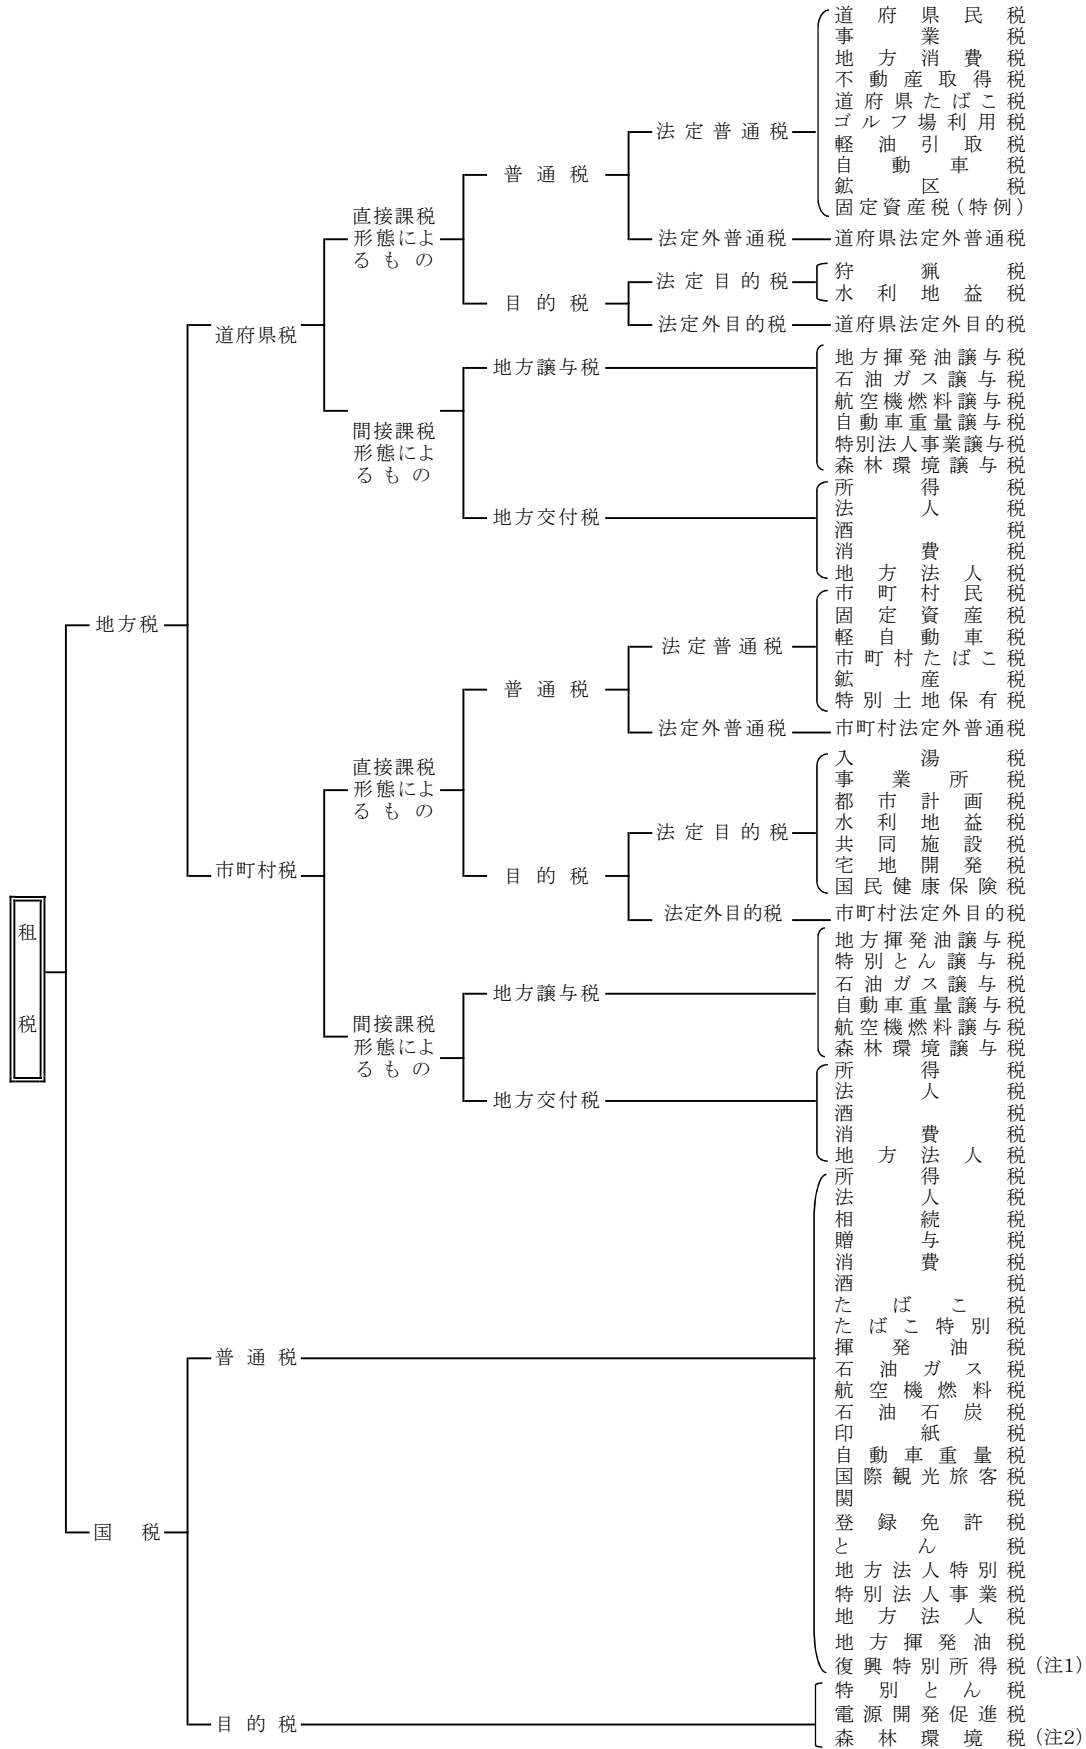 租税
地方税
道府県税
直接課税
形態によ
るもの
普通税
法定普通税
道府県民税
事業税
地方消費税
不動産取得税
道府県たばこ税
ゴルフ場利用税
軽油引取税
自動車税
鉱区税
固定資産税(特例)
法定外普通税
道府県法定外普通税
目的税
法定目的税
狩猟税
水利地益税
法定外目的税
道府県法定外目的税
間接課税
形態によ
るもの
地方譲与税
地方揮発油譲与税
石油ガス譲与税
航空機燃料譲与税
自動車重量譲与税
特別法人事業譲与税
森林環境譲与税
地方交付税
所得税
法人税
酒税
消費税
地方法人税
市町村税
直接課税
形態によ
るもの
普通税
法定普通税
市町村民税
固定資産税
軽自動車税
市町村たばこ税
鉱産税
特別土地保有税
法定外普通税
市町村法定外普通税
目的税
法定目的税
入湯税
事業所税
都市計画税
水利地益税
共同施設税
宅地開発税
国民健康保険税
法定外目的税
市町村法定外目的税
間接課税
形態によ
るもの
地方譲与税
地方揮発油譲与税
特別とん譲与税
石油ガス譲与税
自動車重量譲与税
航空機燃料譲与税
森林環境譲与税
地方交付税
所得税
法人税
酒税
消費税
地方法人税
国税
普通税
所得税
法人税
相続税
贈与税
消費税
酒税
たばこ税
たばこ特別税
揮発油税
石油ガス税
航空機燃料税
石油石炭税
印紙税
自動車重量税
国際観光旅客税
関税
登録免許税
とん税
地方法人特別税
特別法人事業税
地方法人税
地方揮発油税
復興特別所得税(注1)
目的税
特別とん税
電源開発促進税
森林環境税(注2)